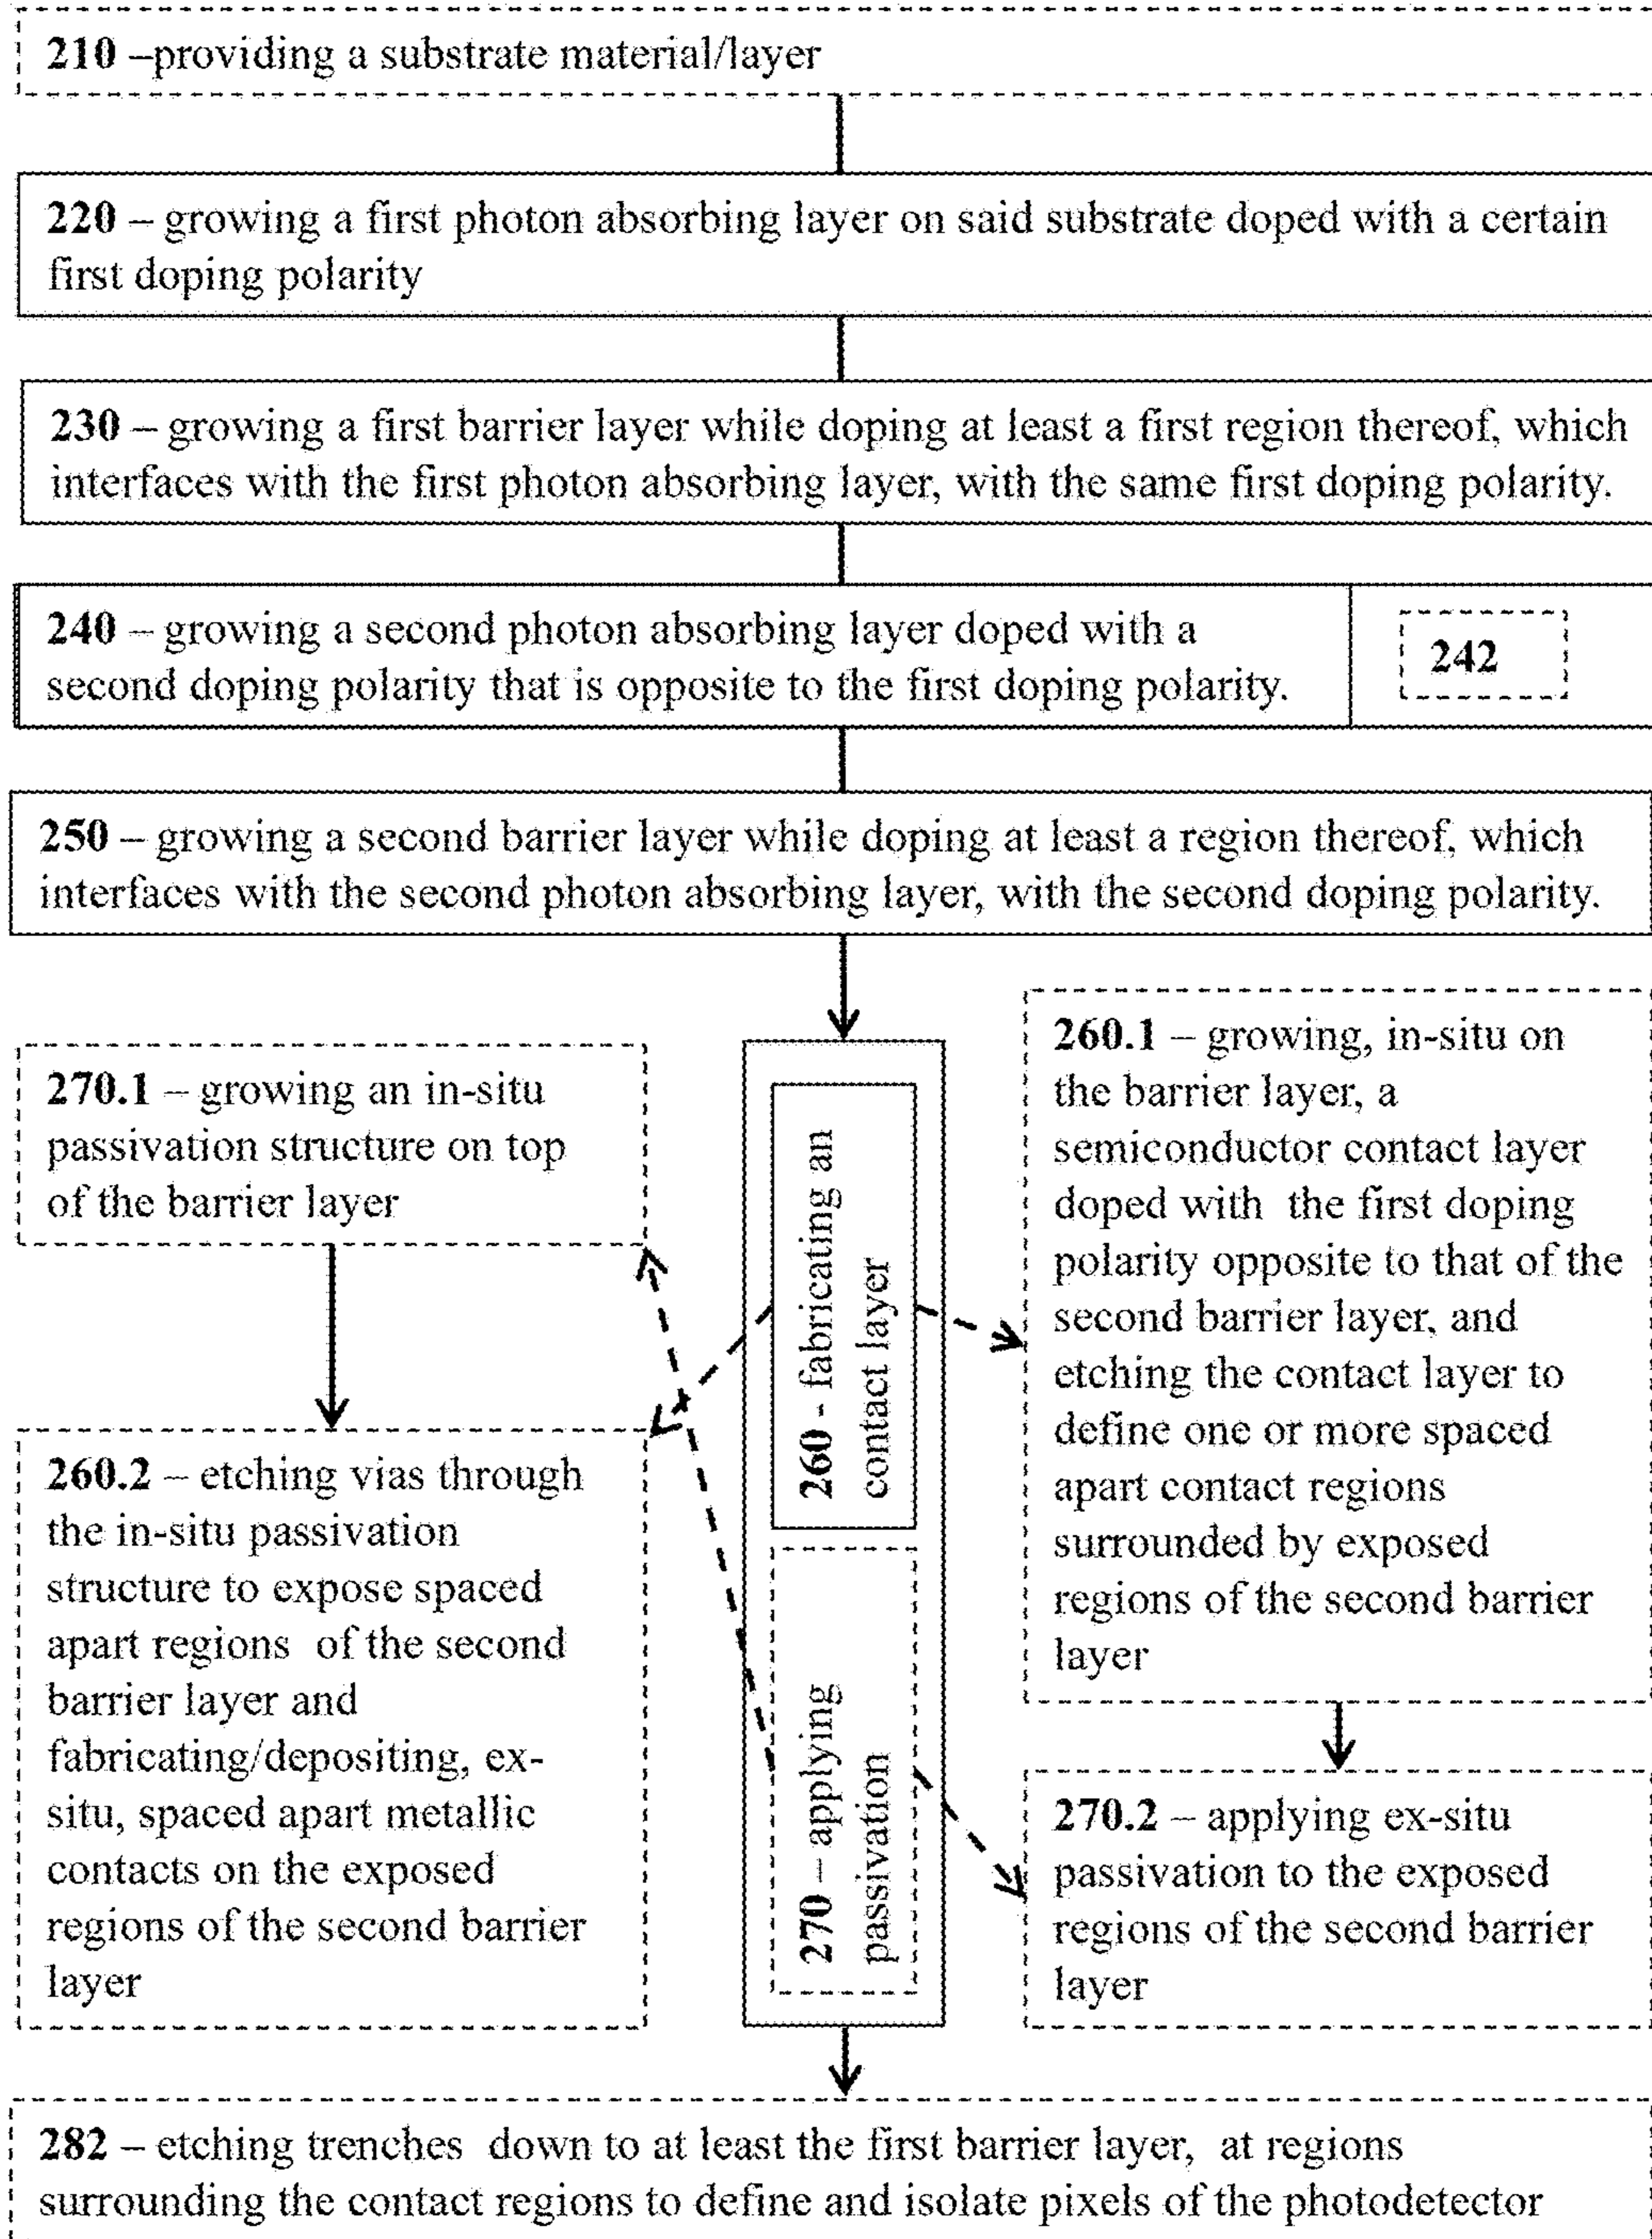 210 –providing a substrate material/layer
220 – growing a first photon absorbing layer on said substrate doped with a certain
first doping polarity
230 – growing a first barrier layer while doping at least a first region thereof, which
interfaces with the first photon absorbing layer, with the same first doping polarity.
240 – growing a second photon absorbing layer doped with a
second doping polarity that is opposite to the first doping polarity.
242
250 – growing a second barrier layer while doping at least a region thereof, which
interfaces with the second photon absorbing layer, with the second doping polarity.
270.1 – growing an in-situ
passivation structure on top
of the barrier layer
260.2 – etching vias through
the in-situ passivation
structure to expose spaced
apart regions of the second
barrier layer and
fabricating/depositing, ex-
situ, spaced apart metallic
contacts on the exposed
regions of the second barrier
layer
260 - fabricating an
contact layer
270 – applying
passivation
260.1 – growing, in-situ on
the barrier layer, a
semiconductor contact layer
doped with the first doping
polarity opposite to that of the
second barrier layer, and
etching the contact layer to
define one or more spaced
apart contact regions
surrounded by exposed
regions of the second barrier
layer
270.2 – applying ex-situ
passivation to the exposed
regions of the second barrier
layer
282 – etching trenches down to at least the first barrier layer, at regions
surrounding the contact regions to define and isolate pixels of the photodetector